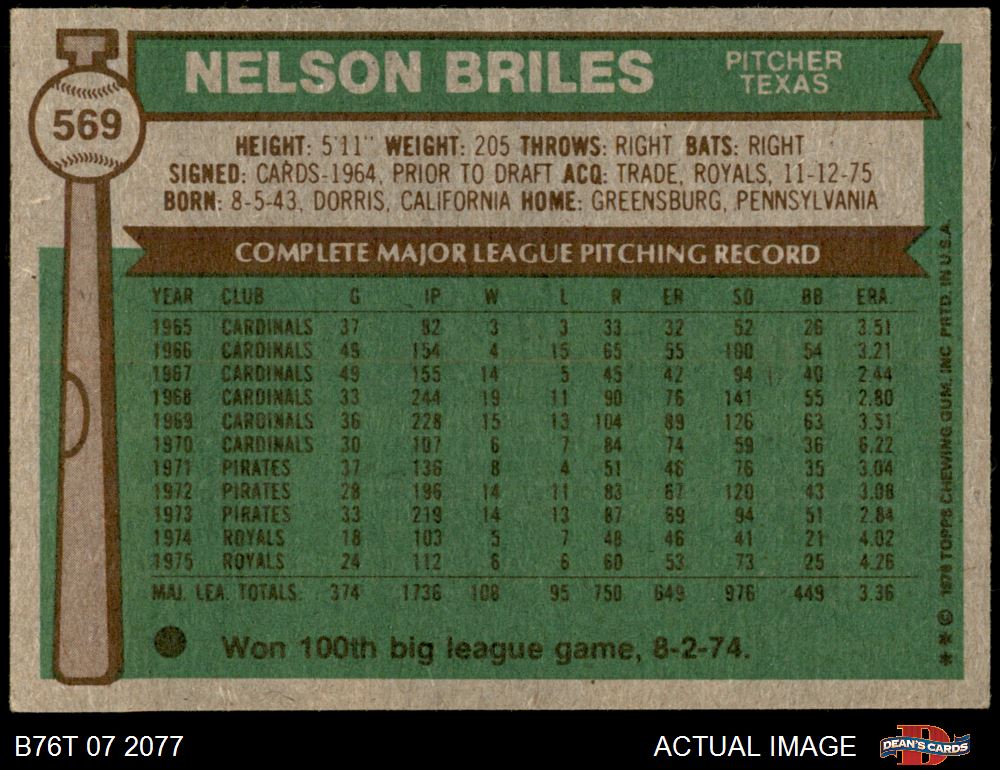 569
NELSON BRILES
PITCHER
TEXAS
HEIGHT: 5'11" WEIGHT: 205 THROWS: RIGHT BATS: RIGHT
SIGNED: CARDS-1964, PRIOR TO DRAFT ACQ: TRADE, ROYALS, 11-12-75
BORN: 8-5-43, DORRIS, CALIFORNIA HOME: GREENSBURG, PENNSYLVANIA
COMPLETE MAJOR LEAGUE PITCHING RECORD
YEAR CLUB G IP W L R ER SO BB ERA.
1965 CARDINALS 37 82 3 3 33 32 52 26 3.51
1966 CARDINALS 49 154 4 15 65 55 100 54 3.21
1967 CARDINALS 49 155 14 5 45 42 94 40 2.44
1968 CARDINALS 33 244 19 11 90 76 141 55 2.80
1969 CARDINALS 36 228 15 13 104 89 126 63 3.51
1970 CARDINALS 30 107 6 7 84 74 59 36 6.22
1971 PIRATES 37 136 8 4 51 46 76 35 3.04
1972 PIRATES 28 196 14 11 83 67 120 43 3.08
1973 PIRATES 33 219 14 13 87 69 94 51 2.84
1974 ROYALS 18 103 5 7 48 46 41 21 4.02
1975 ROYALS 24 112 6 6 60 53 73 25 4.26
MAJ. LEA. TOTALS: 374 1736 108 95 750 649 976 449 3.36
Won 100th big league game, 8-2-74.
** © 1976 TOPPS CHEWING GUM, INC. PRTD. IN U.S.A.
B76T 07 2077
ACTUAL IMAGE
D
DEAN'S CARDS